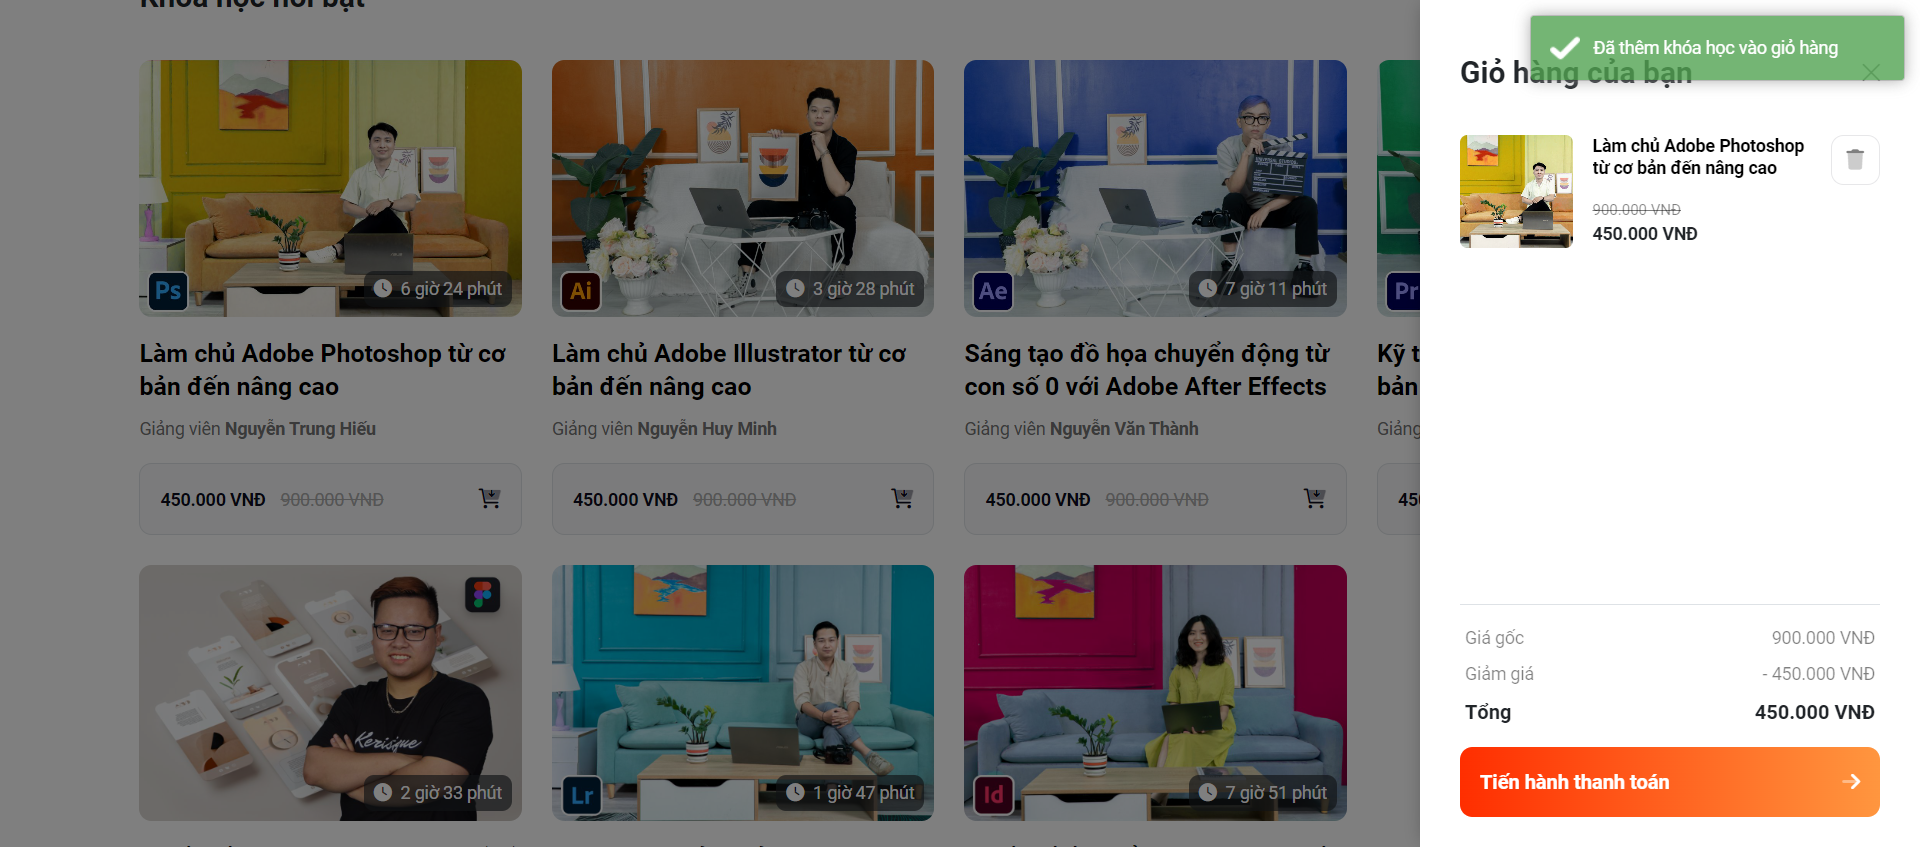 Khóa học nổi bật
Ps
6 giờ 24 phút
Làm chủ Adobe Photoshop từ cơ
bản đến nâng cao
Giảng viên Nguyễn Trung Hiếu
450.000 VNĐ 900.000 VNĐ
Ai
3 giờ 28 phút
Làm chủ Adobe Illustrator từ cơ
bản đến nâng cao
Giảng viên Nguyễn Huy Minh
450.000 VNĐ 900.000 VNĐ
Ae
7 giờ 11 phút
Sáng tạo đồ họa chuyển động từ
con số 0 với Adobe After Effects
Giảng viên Nguyễn Văn Thành
450.000 VNĐ 900.000 VNĐ
Pr
Kỹ t
bản
Giảng
450
Kerisque
2 giờ 33 phút
Lr
1 giờ 47 phút
Id
7 giờ 51 phút
Đã thêm khóa học vào giỏ hàng
Giỏ hàng của bạn
Làm chủ Adobe Photoshop
từ cơ bản đến nâng cao
900.000 VNĐ
450.000 VNĐ
Giá gốc 900.000 VNĐ
Giảm giá - 450.000 VNĐ
Tổng 450.000 VNĐ
Tiến hành thanh toán